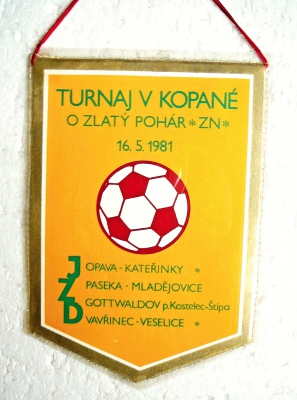 TURNAJ V KOPANÉ
O ZLATÝ POHÁR *ZN*
16. 5. 1981
JZD
OPAVA - KATEŘINKY *
PASEKA - MLADĚJOVICE
GOTTWALDOV p.Kostelec-Štípa
VAVŘINEC - VESELICE *